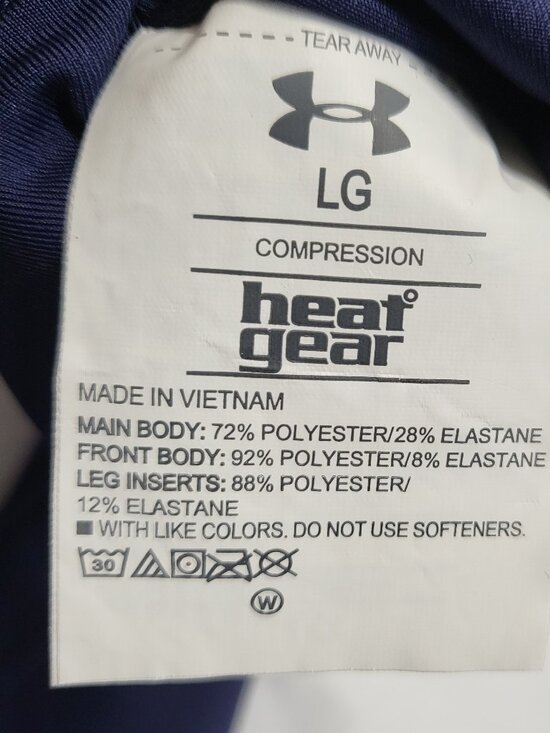 TEAR AWAY
LG
COMPRESSION
heat
gear
MADE IN VIETNAM
MAIN BODY: 72% POLYESTER/28% ELASTANE
FRONT BODY: 92% POLYESTER/8% ELASTANE
LEG INSERTS: 88% POLYESTER/
12% ELASTANE
WITH LIKE COLORS. DO NOT USE SOFTENERS.
30
W